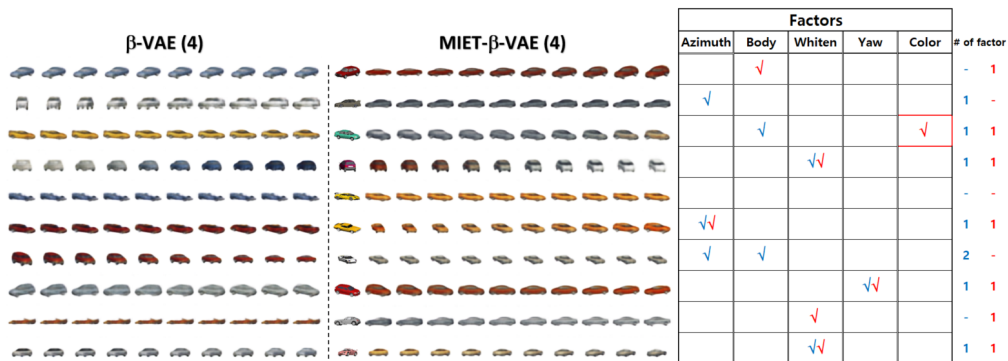 β-VAE (4)
MIET-β-VAE (4)
Factors
Azimuth Body Whiten Yaw Color # of factor
√ - 1
√ 1 -
√ √ 1 1
√√ 1 1
- -
√√ 1 1
√ √ 2 -
√√ 1 1
√ - 1
√√ 1 1